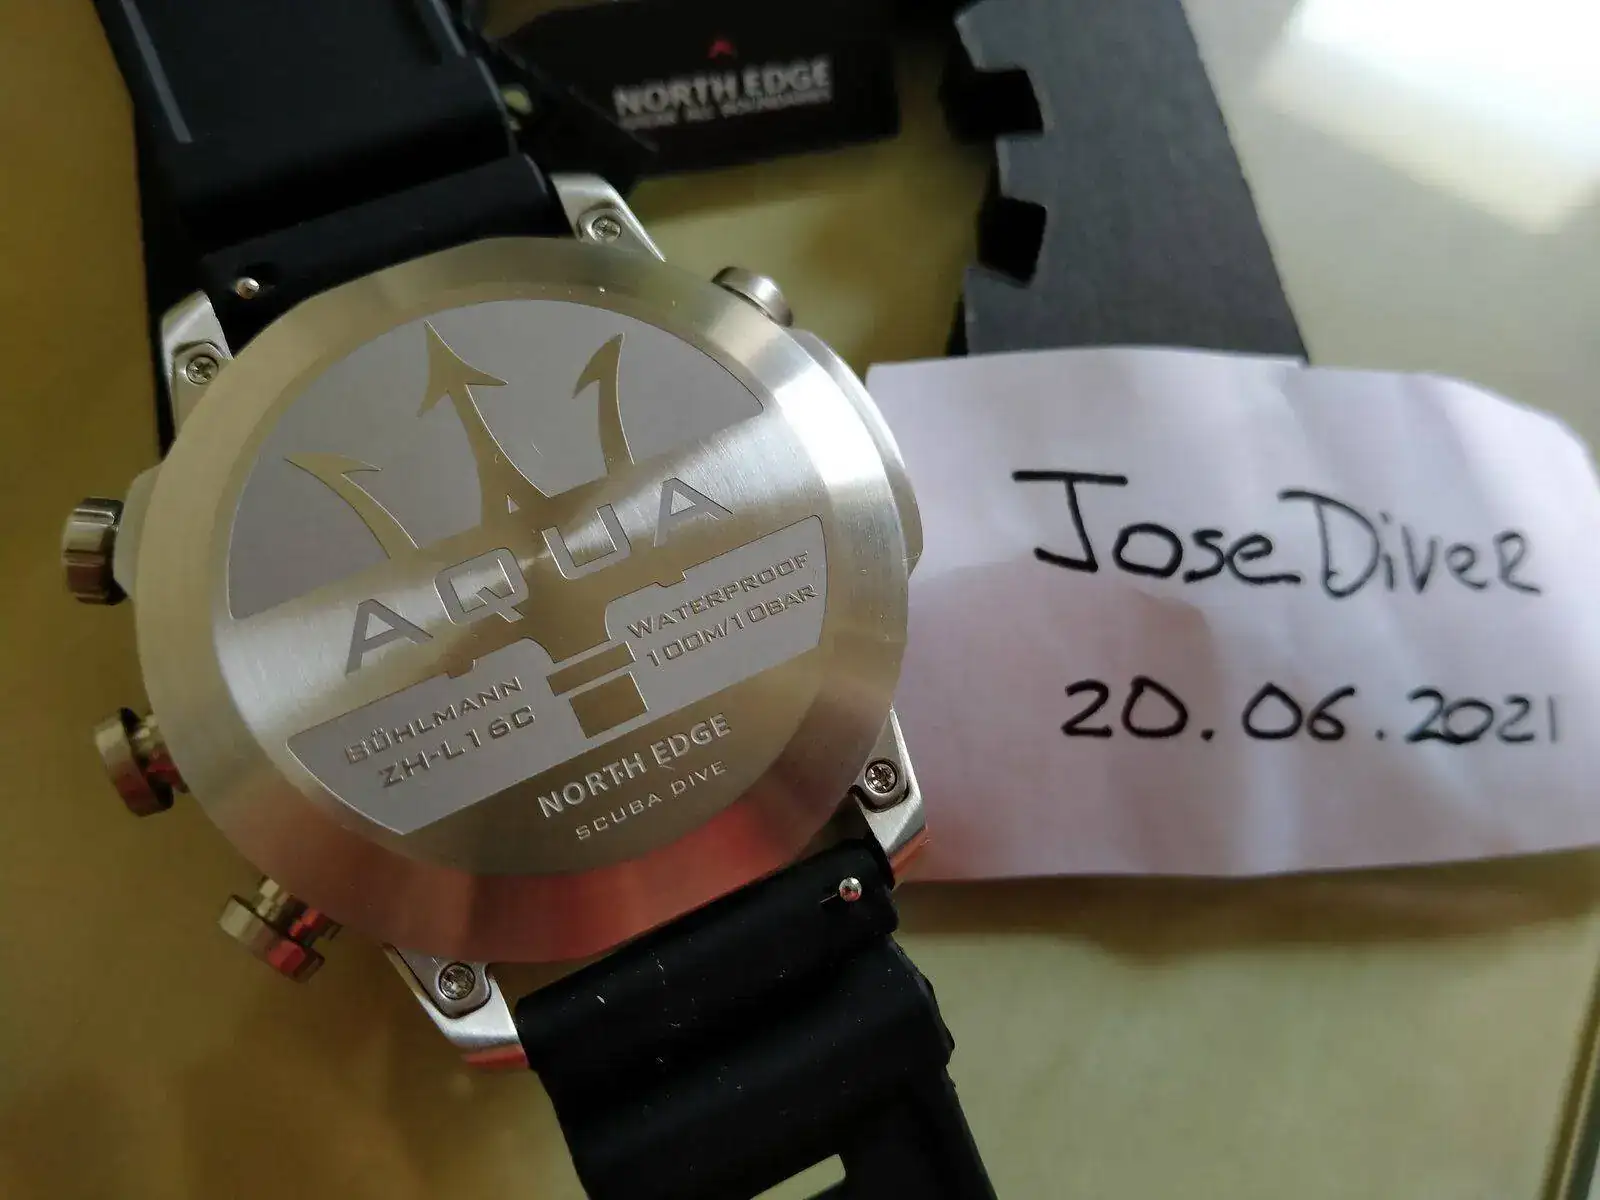 NORTH EDGE
AQUA
BÜHLMANN
ZH-L16C
WATERPROOF
100M/10BAR
NORTH EDGE
SCUBA DIVE
JoseDiver
20.06.2021